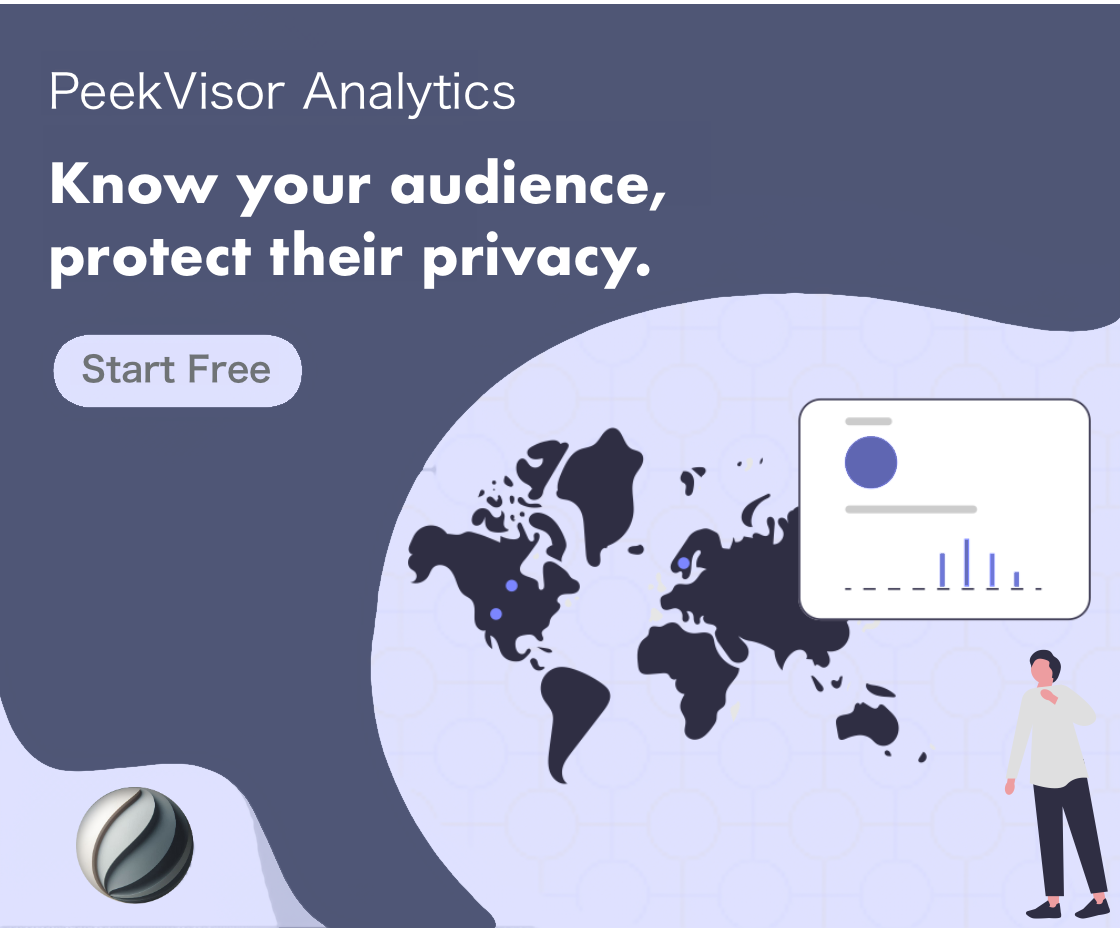 PeekVisor Analytics
Know your audience,
protect their privacy.
Start Free